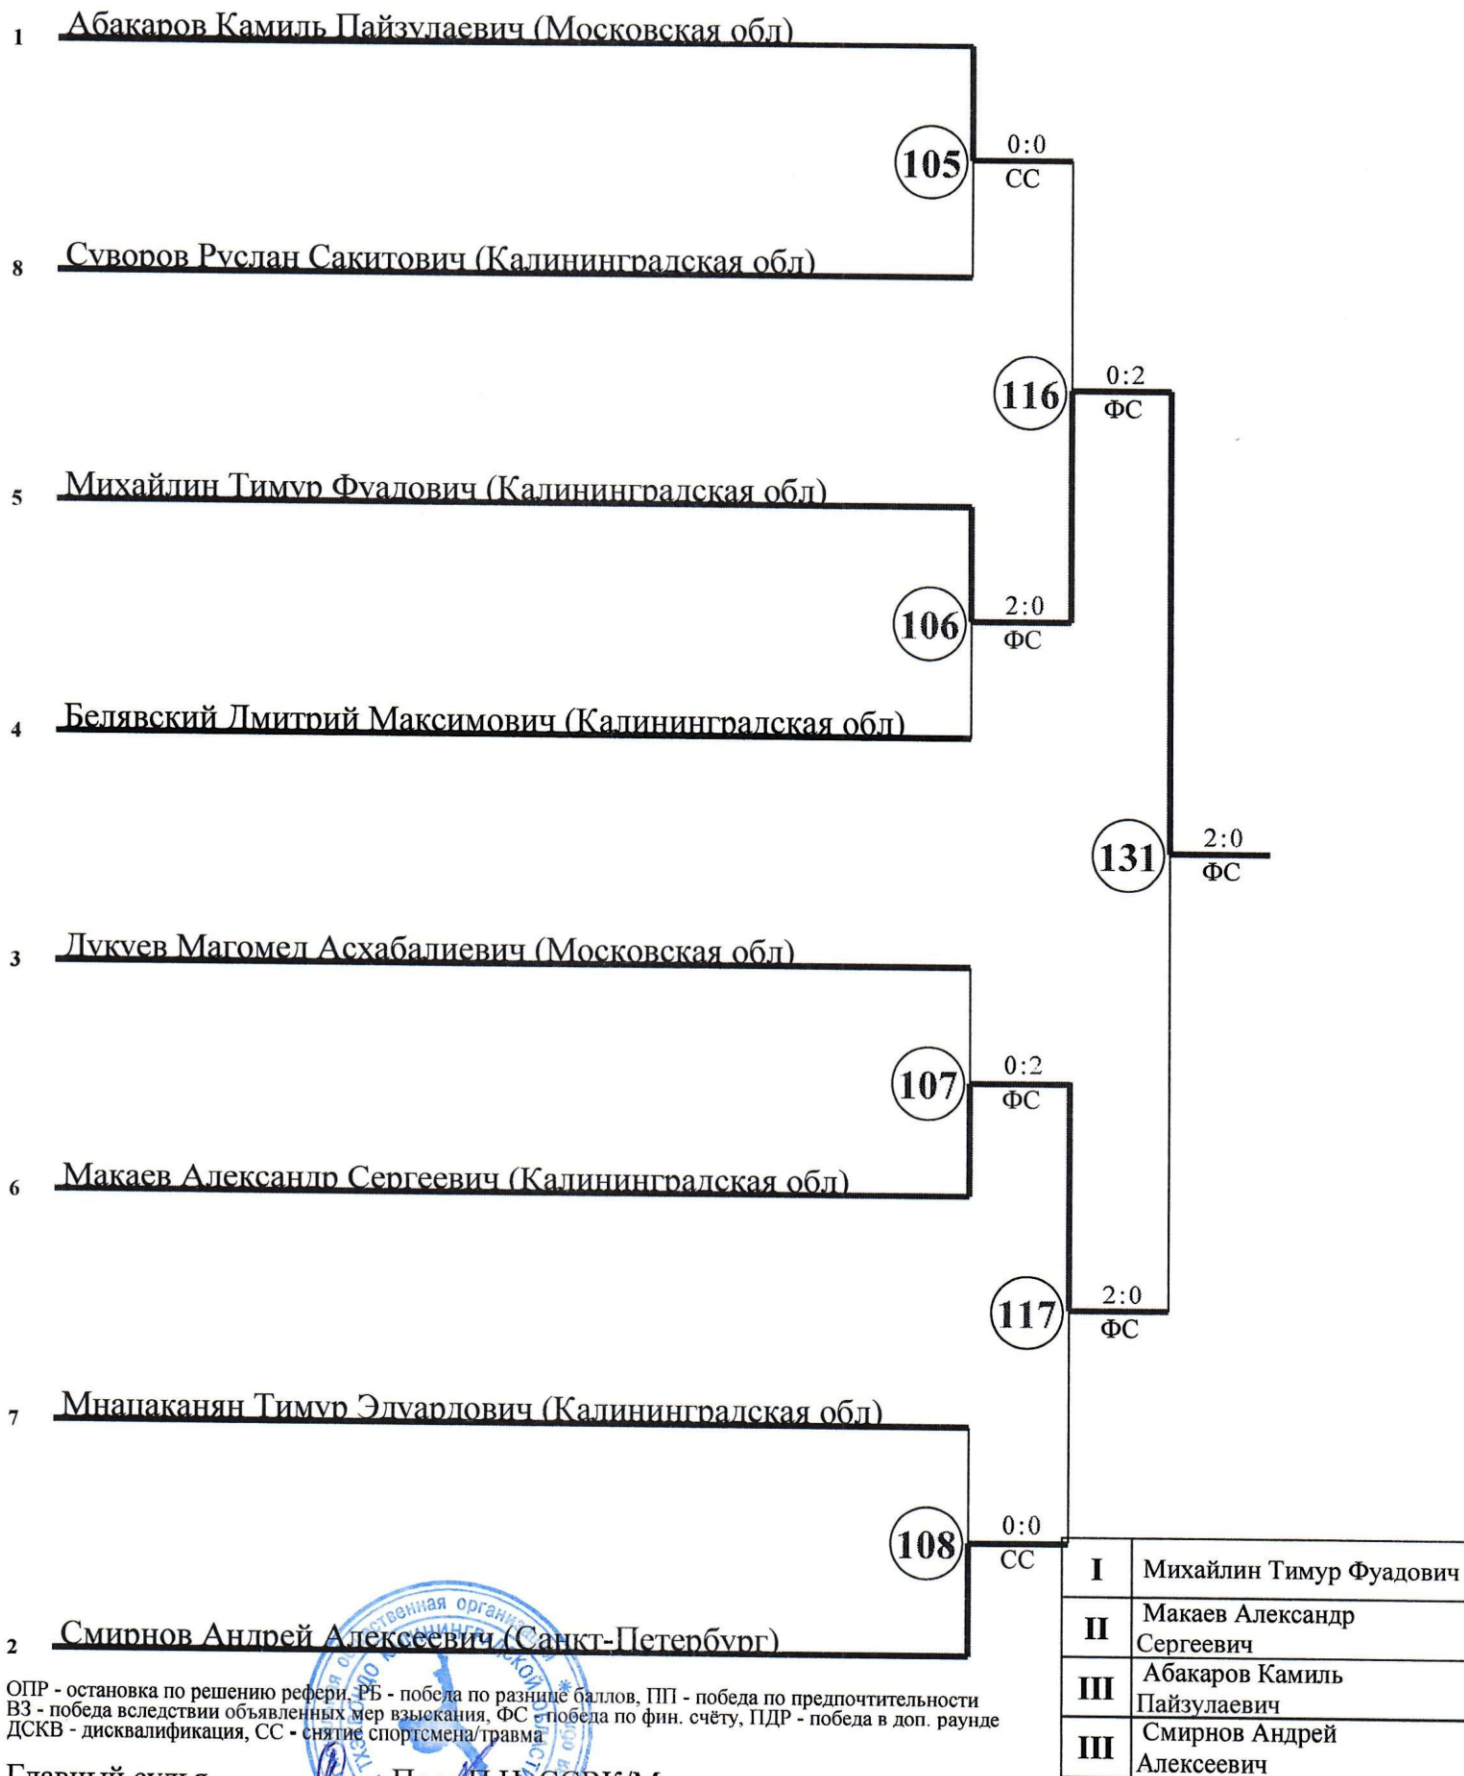 1 Абакаров Камиль Пайзулаевич (Московская обл)
105
0:0
СС
8 Суворов Руслан Сакитович (Калининградская обл)
116
0:2
ФС
5 Михайлин Тимур Фуадович (Калининградская обл)
106
2:0
ФС
4 Белявский Дмитрий Максимович (Калининградская обл)
131
2:0
ФС
3 Дукуев Магомед Асхабалиевич (Московская обл)
107
0:2
ФС
6 Макаев Александр Сергеевич (Калининградская обл)
117
2:0
ФС
7 Мнацаканян Тимур Эдуардович (Калининградская обл)
108
0:0
СС
2 Смирнов Андрей Алексеевич (Санкт-Петербург)
I Михайлин Тимур Фуадович
II Макаев Александр
Сергеевич
III Абакаров Камиль
Пайзулаевич
III Смирнов Андрей
Алексеевич
ОПР - остановка по решению рефери, РБ - победа по разнице баллов, ПП - победа по предпочтительности
ВЗ - победа вследствии объявленных мер взыскания, ФС - победа по фин. счёту, ПДР - победа в доп. раунде
ДСКВ - дисквалификация, СС - снятие спортсмена/травма
Главный судья